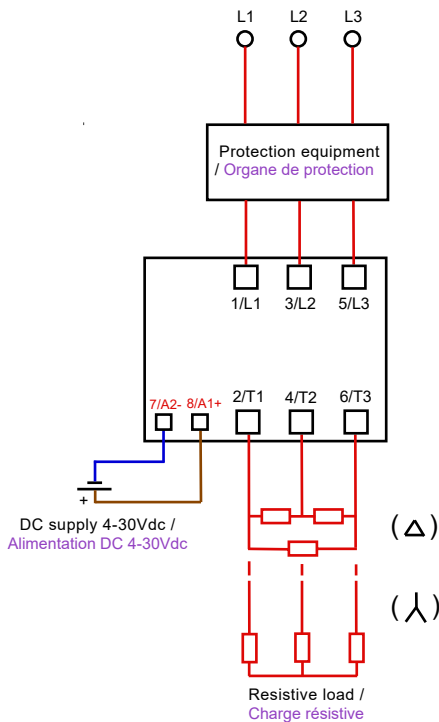 L1 L2 L3
Protection equipment
/ Organe de protection
1/L1 3/L2 5/L3
7/A2- 8/A1+ 2/T1 4/T2 6/T3
+
DC supply 4-30Vdc /
Alimentation DC 4-30Vdc
Resistive load /
Charge résistive